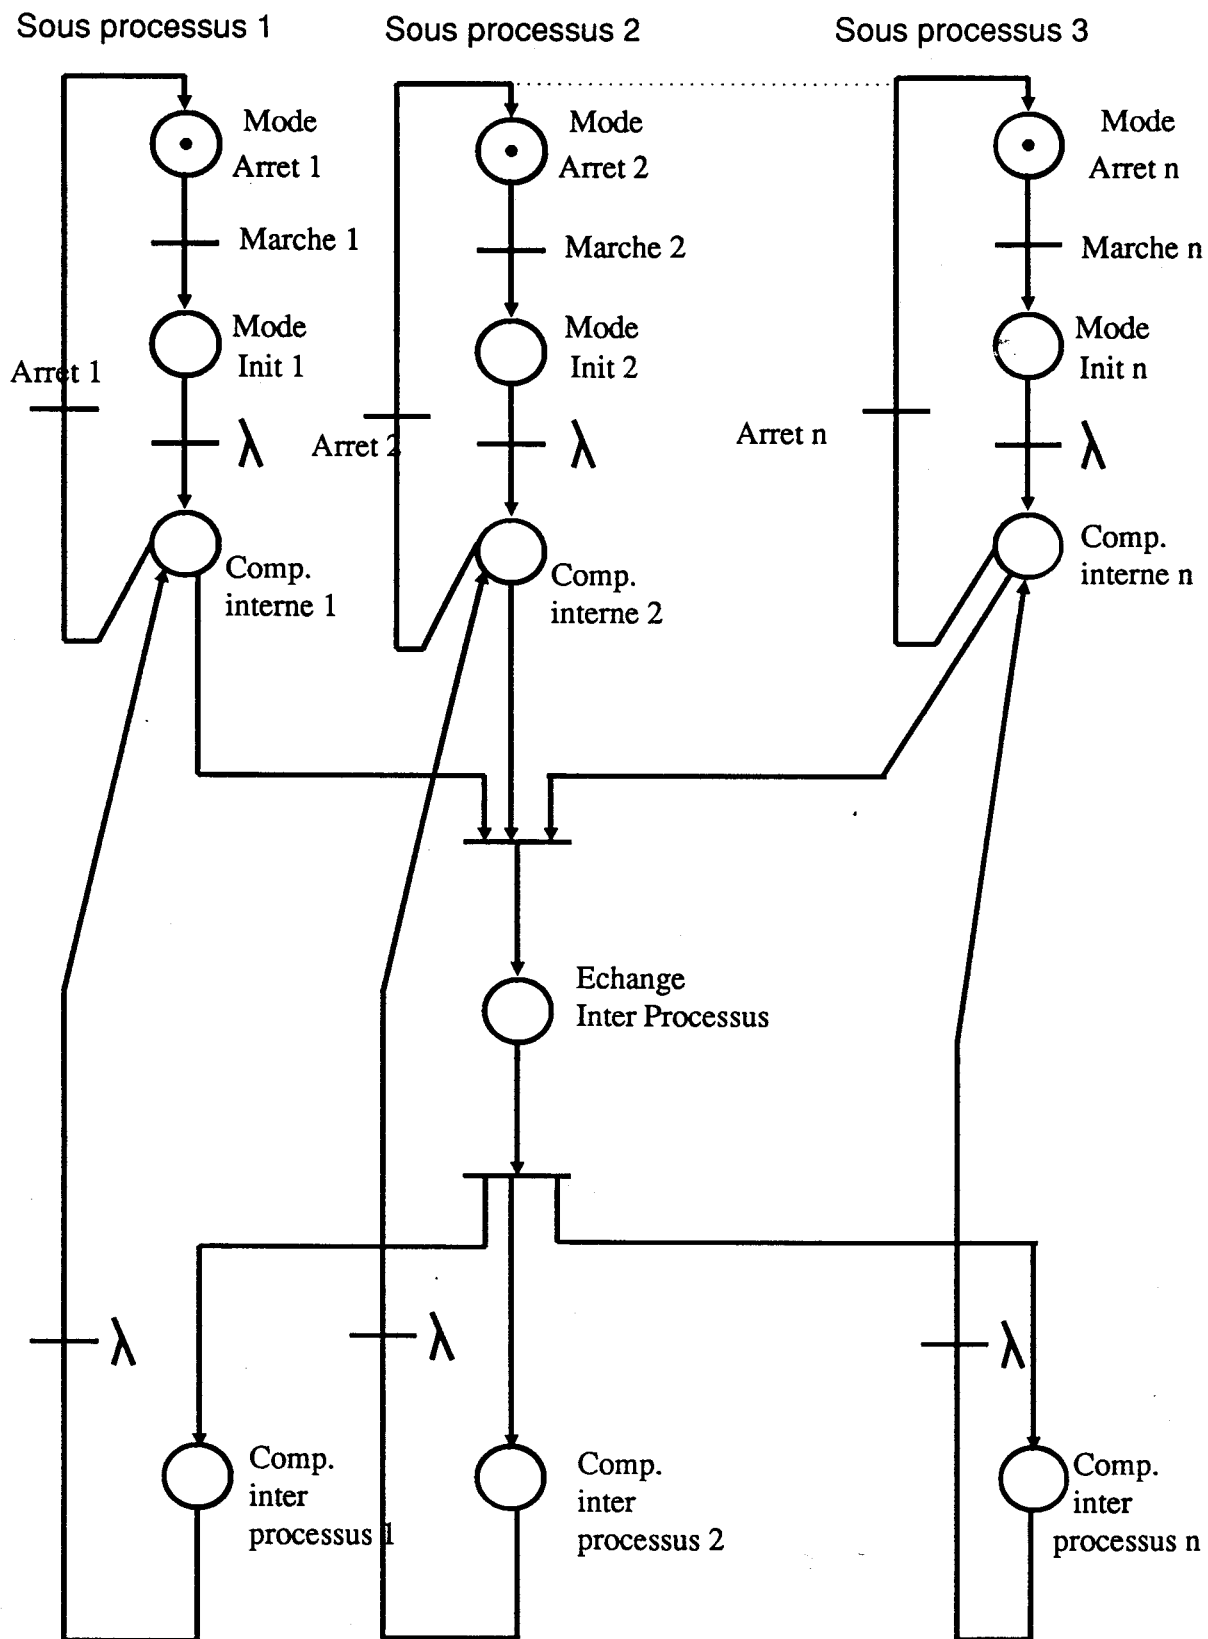 Sous processus 1
Sous processus 2
Sous processus 3
Mode
Arret 1
Mode
Arret 2
Mode
Arret n
Marche 1
Marche 2
Marche n
Mode
Init 1
Mode
Init 2
Mode
Init n
Arret 1
Arret 2
Arret n
λ
λ
λ
Comp.
interne 1
Comp.
interne 2
Comp.
interne n
Echange
Inter Processus
λ
λ
λ
Comp.
inter
processus 1
Comp.
inter
processus 2
Comp.
inter
processus n